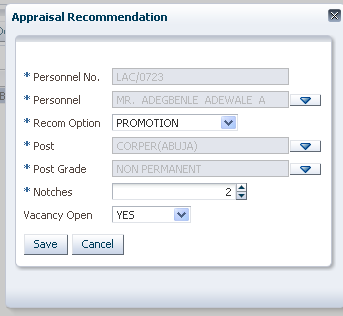 Appraisal Recommendation
* Personnel No. LAC/0723
* Personnel MR. ADEGBENLE ADEWALE A
* Recom Option PROMOTION
* Post CORPER(ABUJA)
* Post Grade NON PERMANENT
* Notches 2
Vacancy Open YES
Save Cancel